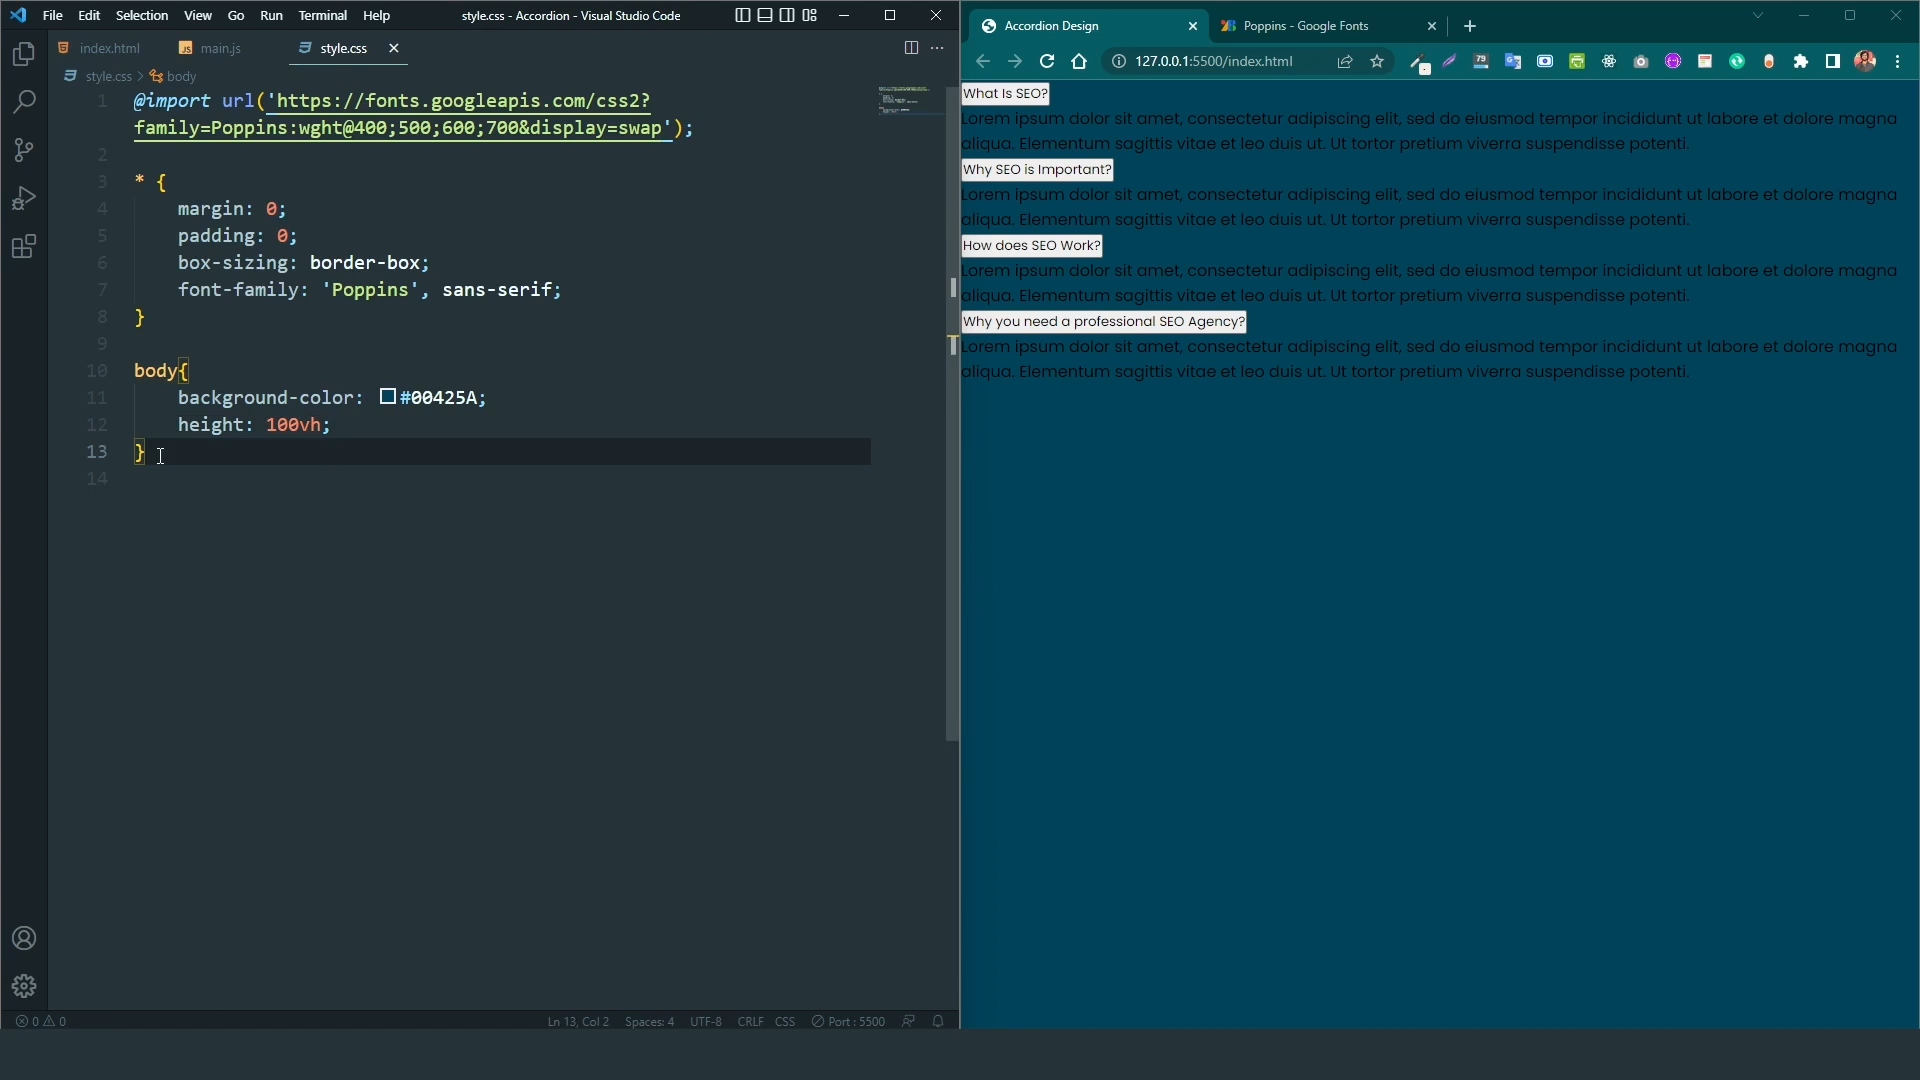 File Edit Selection View Go Run Terminal Help
style.css - Accordion - Visual Studio Code
index.html
JS main.js
style.css
style.css > body
1 @import url('https://fonts.googleapis.com/css2?
family=Poppins:wght@400;500;600;700&display=swap');
2
3 * {
4 margin: 0;
5 padding: 0;
6 box-sizing: border-box;
7 font-family: 'Poppins', sans-serif;
8 }
9
10 body{
11 background-color: #00425A;
12 height: 100vh;
13 }
14
0 0
Ln 13, Col 2 Spaces: 4 UTF-8 CRLF CSS Port : 5500
Accordion Design
Poppins - Google Fonts
127.0.0.1:5500/index.html
79
What Is SEO?
Lorem ipsum dolor sit amet, consectetur adipiscing elit, sed do eiusmod tempor incididunt ut labore et dolore magna
aliqua. Elementum sagittis vitae et leo duis ut. Ut tortor pretium viverra suspendisse potenti.
Why SEO is Important?
Lorem ipsum dolor sit amet, consectetur adipiscing elit, sed do eiusmod tempor incididunt ut labore et dolore magna
aliqua. Elementum sagittis vitae et leo duis ut. Ut tortor pretium viverra suspendisse potenti.
How does SEO Work?
Lorem ipsum dolor sit amet, consectetur adipiscing elit, sed do eiusmod tempor incididunt ut labore et dolore magna
aliqua. Elementum sagittis vitae et leo duis ut. Ut tortor pretium viverra suspendisse potenti.
Why you need a professional SEO Agency?
Lorem ipsum dolor sit amet, consectetur adipiscing elit, sed do eiusmod tempor incididunt ut labore et dolore magna
aliqua. Elementum sagittis vitae et leo duis ut. Ut tortor pretium viverra suspendisse potenti.